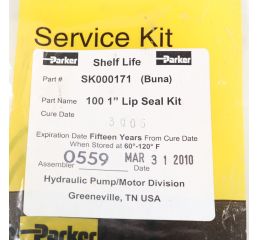 Service Kit
Parker Shelf Life Parker
Part # SK000171 (Buna)
Part Name 100 1" Lip Seal Kit
Cure Date 3Q06
Expiration Date Fifteen Years From Cure Date
When Stored at 60°-120° F
Assembler 0559 Date MAR 31 2010
Hydraulic Pump/Motor Division
Greeneville, TN USA
Parker